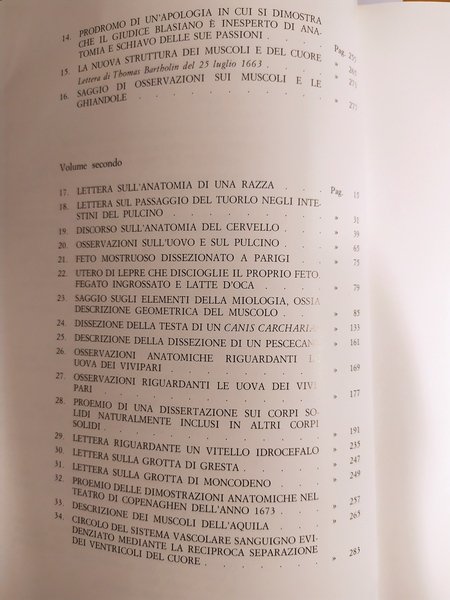 14. PRODROMO DI UN'APOLOGIA IN CUI SI DIMOSTRA
CHE IL GIUDICE BLASIANO È INESPERTO DI ANA-
TOMIA E SCHIAVO DELLE SUE PASSIONI . . Pag. 255
15. LA NUOVA STRUTTURA DEI MUSCOLI E DEL CUORE » 265
Lettera di Thomas Bartholin del 25 luglio 1663 . . »
16. SAGGIO DI OSSERVAZIONI SUI MUSCOLI E LE
GHIANDOLE . . . . . . . . » 277
Volume secondo
17. LETTERA SULL'ANATOMIA DI UNA RAZZA . . . Pag. 15
18. LETTERA SUL PASSAGGIO DEL TUORLO NEGLI INTE-
STINI DEL PULCINO . . . . . . . » 31
19. DISCORSO SULL'ANATOMIA DEL CERVELLO . . . » 39
20. OSSERVAZIONI SULL'UOVO E SUL PULCINO . . . » 65
21. FETO MOSTRUOSO DISSEZIONATO A PARIGI . . » 75
22. UTERO DI LEPRE CHE DISCIOGLIE IL PROPRIO FETO.
FEGATO INGROSSATO E LATTE D'OCA . . . » 79
23. SAGGIO SUGLI ELEMENTI DELLA MIOLOGIA, OSSIA
DESCRIZIONE GEOMETRICA DEL MUSCOLO . . » 85
24. DISSEZIONE DELLA TESTA DI UN CANIS CARCHARIAE » 133
25. DESCRIZIONE DELLA DISSEZIONE DI UN PESCECANE » 161
26. OSSERVAZIONI ANATOMICHE RIGUARDANTI LE
UOVA DEI VIVIPARI . . . . . . . » 169
27. OSSERVAZIONI RIGUARDANTI LE UOVA DEI VIVI-
PARI . . . . . . . . . » 177
28. PROEMIO DI UNA DISSERTAZIONE SUI CORPI SO-
LIDI NATURALMENTE INCLUSI IN ALTRI CORPI
SOLIDI . . . . . . . . . » 191
29. LETTERA RIGUARDANTE UN VITELLO IDROCEFALO » 235
30. LETTERA SULLA GROTTA DI GRESTA . . . . » 247
31. LETTERA SULLA GROTTA DI MONCODENO . . . » 249
32. PROEMIO DELLE DIMOSTRAZIONI ANATOMICHE NEL
TEATRO DI COPENAGHEN DELL'ANNO 1673 . . » 257
33. DESCRIZIONE DEI MUSCOLI DELL'AQUILA . . . » 265
34. CIRCOLO DEL SISTEMA VASCOLARE SANGUIGNO EVI-
DENZIATO MEDIANTE LA RECIPROCA SEPARAZIONE
DEI VENTRICOLI DEL CUORE . . . . . » 283